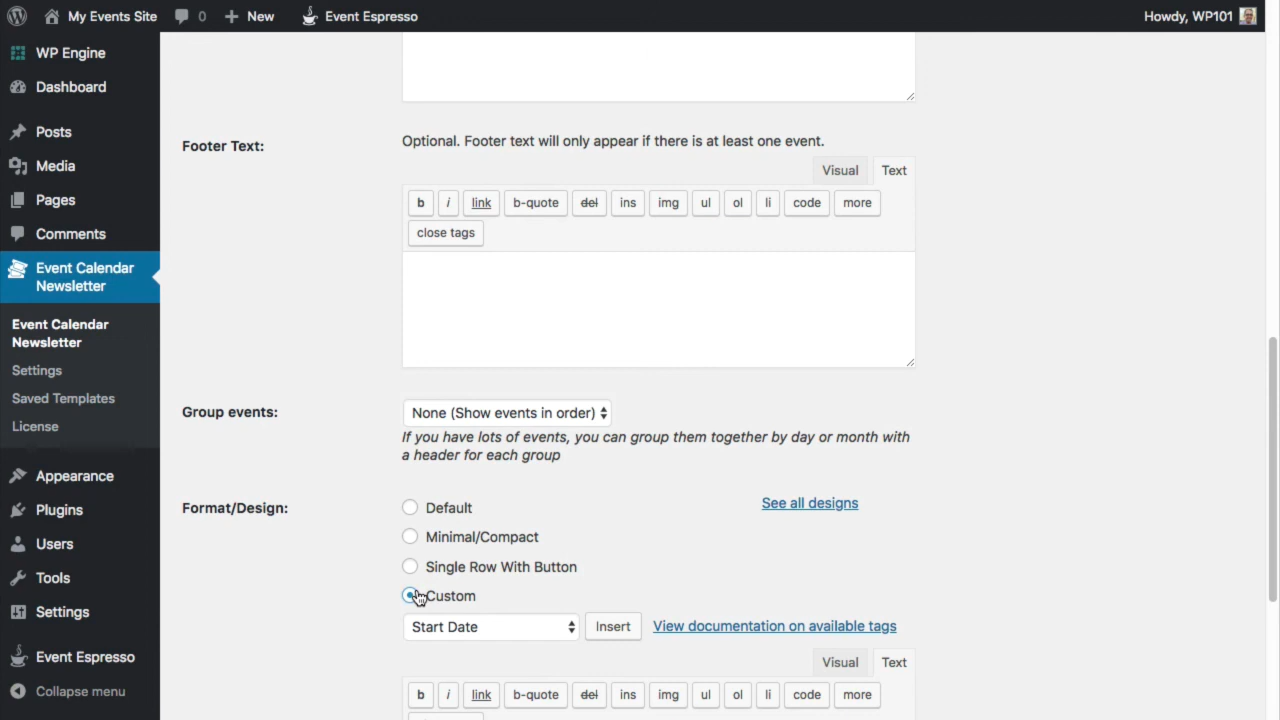 My Events Site 0 New Event Espresso Howdy, WP101
WP Engine
Dashboard
Posts
Media
Pages
Comments
Event Calendar
Newsletter
Event Calendar
Newsletter
Settings
Saved Templates
License
Appearance
Plugins
Users
Tools
Settings
Event Espresso
Collapse menu
Footer Text:
Optional. Footer text will only appear if there is at least one event.
Visual Text
b i link b-quote del ins img ul ol li code more
close tags
Group events:
None (Show events in order)
If you have lots of events, you can group them together by day or month with
a header for each group
Format/Design:
Default
See all designs
Minimal/Compact
Single Row With Button
Custom
Start Date Insert View documentation on available tags
Visual Text
b i link b-quote del ins img ul ol li code more